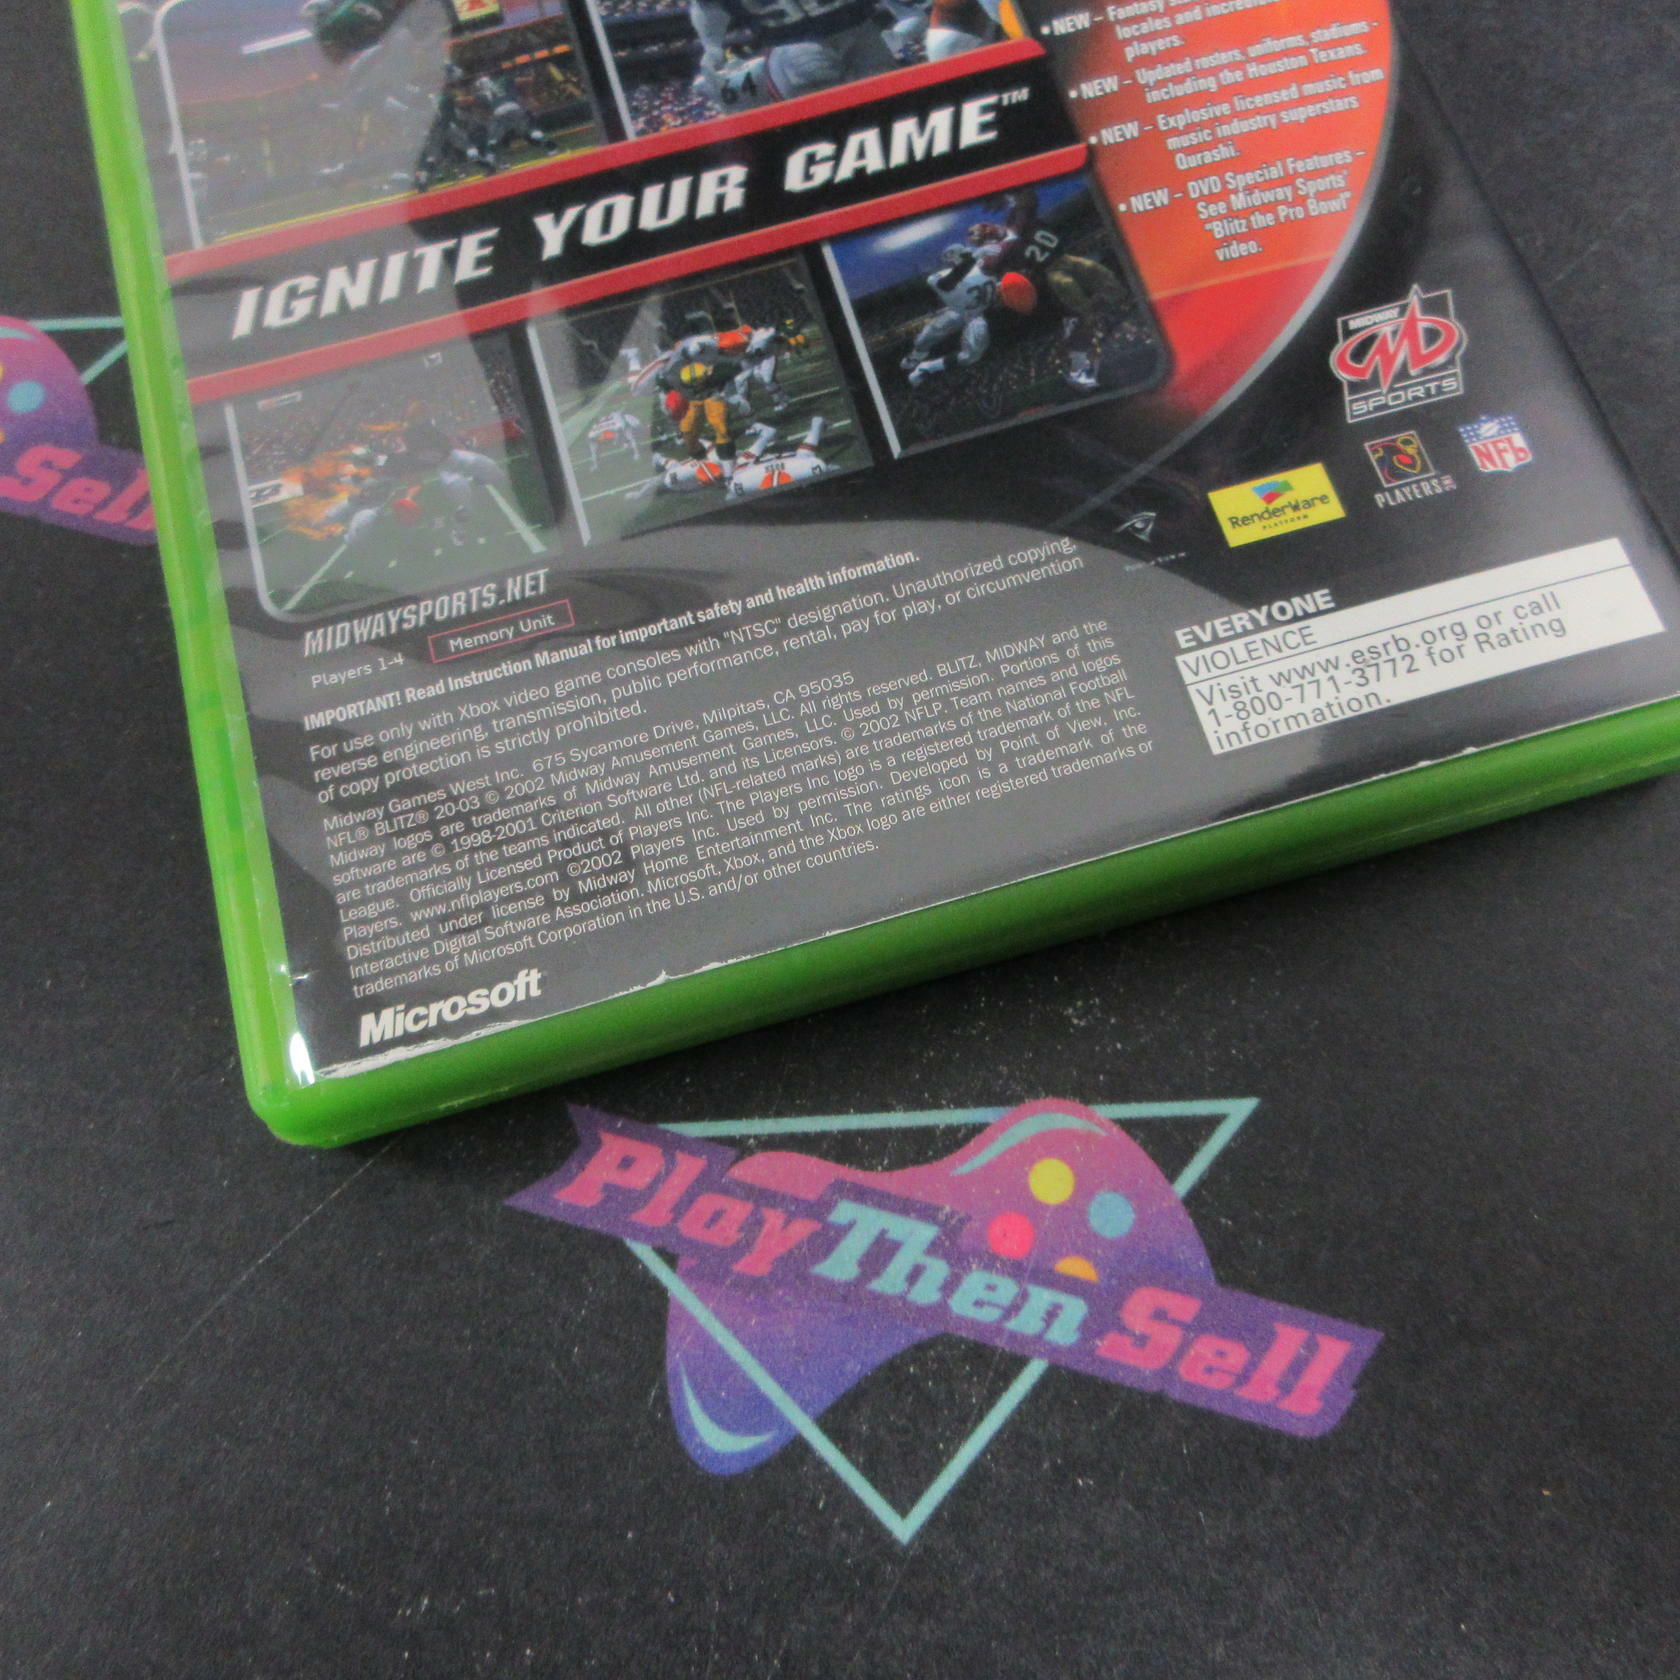 • NEW – Fantasy
locales and
players.
• NEW – Updated rosters, uniforms, stadiums -
including the Houston Texans.
• NEW – Explosive licensed music from
music industry superstars
Qurashi.
• NEW – DVD Special Features –
See Midway Sports'
"Blitz the Pro Bowl"
video.
64
IGNITE YOUR GAME™
20
MIDWAY
SPORTS
RenderWare
PLATFORM
PLAYERS INC
NFL
MIDWAYSPORTS.NET
Players 1-4
Memory Unit
IMPORTANT! Read Instruction Manual for important safety and health information.
For use only with Xbox video game consoles with "NTSC" designation. Unauthorized copying,
reverse engineering, transmission, public performance, rental, pay for play, or circumvention
of copy protection is strictly prohibited.
Midway Games West Inc. 675 Sycamore Drive, Milpitas, CA 95035
NFL® BLITZ® 20-03 © 2002 Midway Amusement Games, LLC. All rights reserved. BLITZ, MIDWAY and the
Midway logos are trademarks of Midway Amusement Games, LLC. Used by permission. Portions of this
software are © 1998-2001 Criterion Software Ltd. and its Licensors. © 2002 NFLP. Team names and logos
are trademarks of the teams indicated. All other (NFL-related marks) are trademarks of the National Football
League. Officially Licensed Product of Players Inc. The Players Inc logo is a registered trademark of the NFL
Players. www.nflplayers.com ©2002 Players Inc. Used by permission. Developed by Point of View, Inc.
Distributed under license by Midway Home Entertainment Inc. The ratings icon is a trademark of the
Interactive Digital Software Association. Microsoft, Xbox, and the Xbox logo are either registered trademarks or
trademarks of Microsoft Corporation in the U.S. and/or other countries.
Microsoft
EVERYONE
VIOLENCE
Visit www.esrb.org or call
1-800-771-3772 for Rating
information.
Sell
Play Then Sell